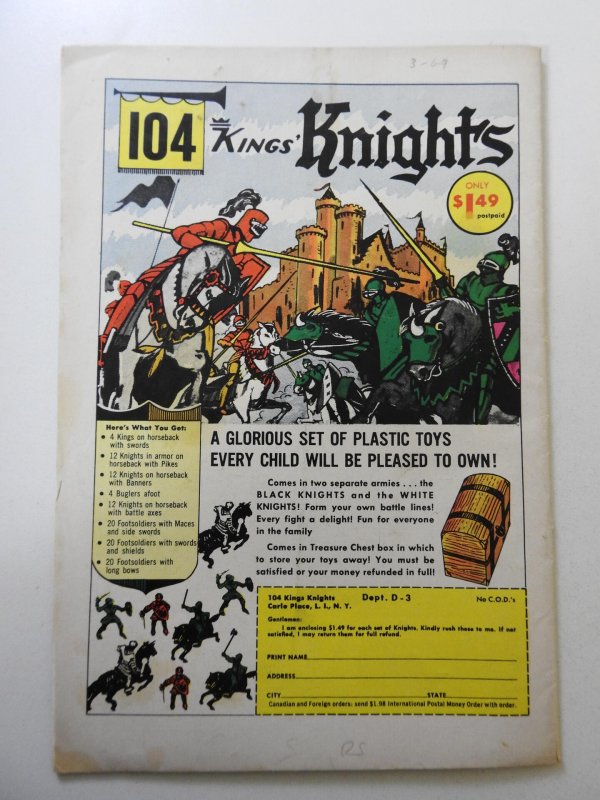 3-69
104 KINGS' Knights
ONLY
$1.49
postpaid
Here's What You Get:
• 4 Kings on horseback
with swords
• 12 Knights in armor on
horseback with Pikes
• 12 Knights on horseback
with Banners
• 4 Buglers afoot
• 12 Knights on horseback
with battle axes
• 20 Footsoldiers with Maces
and side swords
• 20 Footsoldiers with swords
and shields
• 20 Footsoldiers with
long bows
A GLORIOUS SET OF PLASTIC TOYS
EVERY CHILD WILL BE PLEASED TO OWN!
Comes in two separate armies . . . the
BLACK KNIGHTS and the WHITE
KNIGHTS! Form your own battle lines!
Every fight a delight! Fun for everyone
in the family
Comes in Treasure Chest box in which
to store your toys away! You must be
satisfied or your money refunded in full!
104 Kings Knights Dept. D-3 No C.O.D.'s
Carle Place, L. I., N. Y.
Gentlemen:
I am enclosing $1.49 for each set of Knights. Kindly rush these to me. If not
satisfied, I may return them for full refund.
PRINT NAME
ADDRESS
CITY STATE
Canadian and Foreign orders: send $1.98 International Postal Money Order with order.